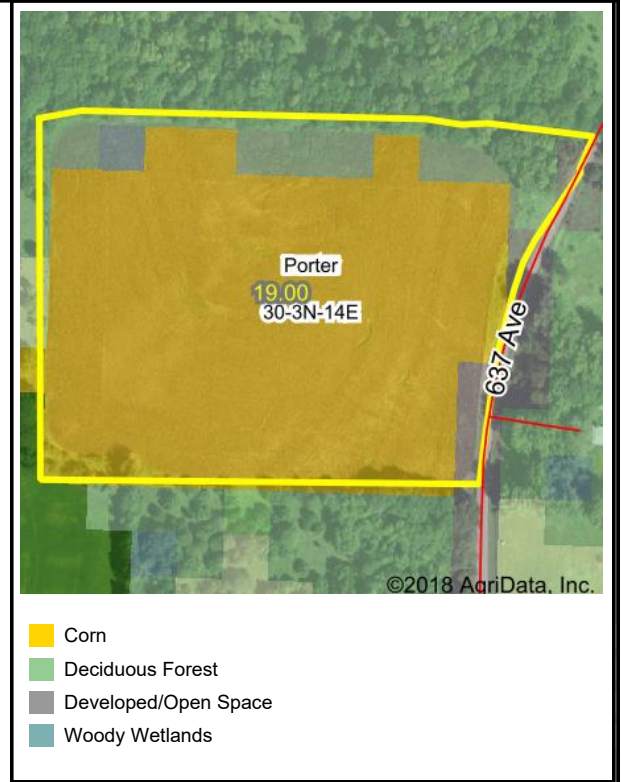 Porter
19.00
30-3N-14E
637 Ave
©2018 AgriData, Inc.
Corn
Deciduous Forest
Developed/Open Space
Woody Wetlands